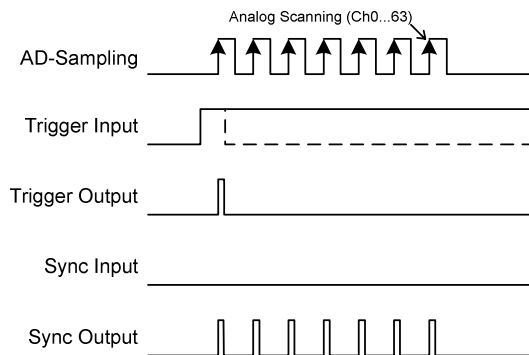 Analog Scanning (Ch0...63)
AD-Sampling
Trigger Input
Trigger Output
Sync Input
Sync Output